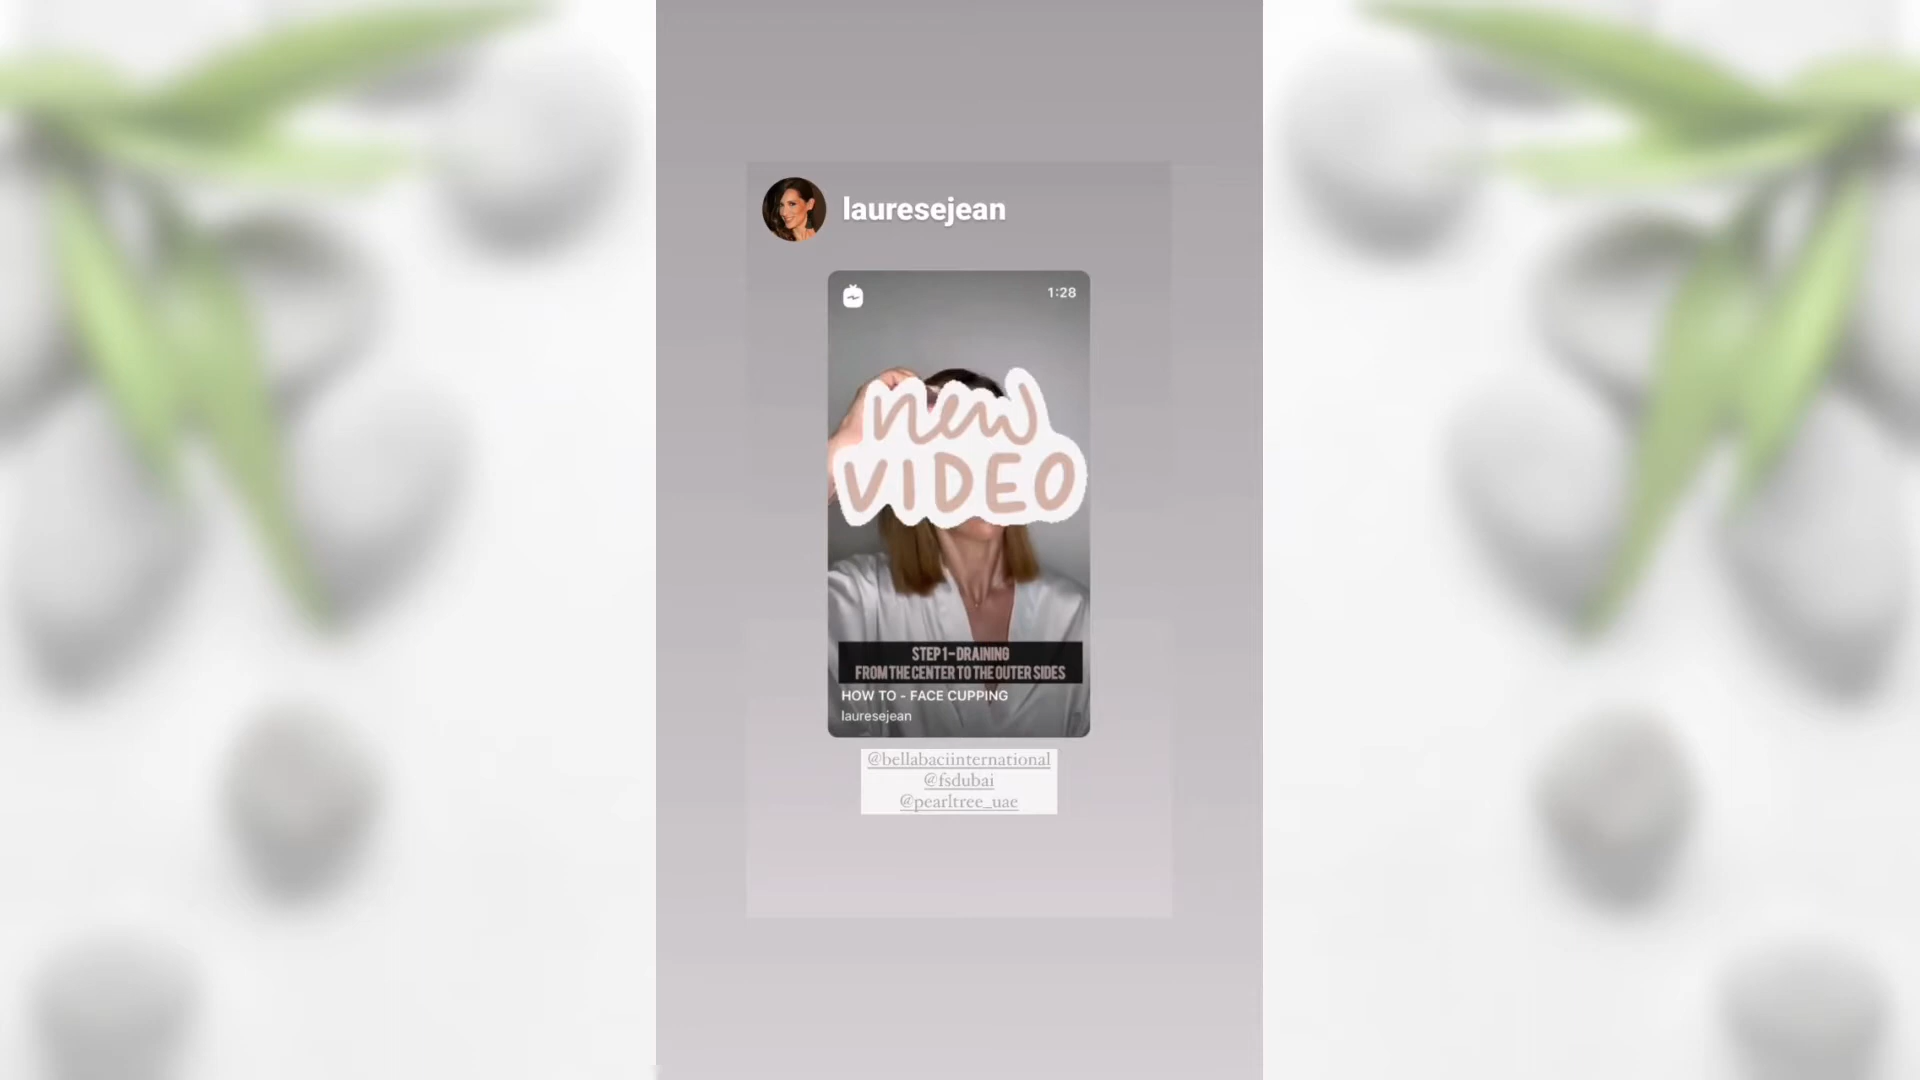 lauresejean
1:28
new
VIDEO
STEP 1 - DRAINING
FROM THE CENTER TO THE OUTER SIDES
HOW TO - FACE CUPPING
lauresejean
@bellabaciinternational
@fsdubai
@pearltree_uae